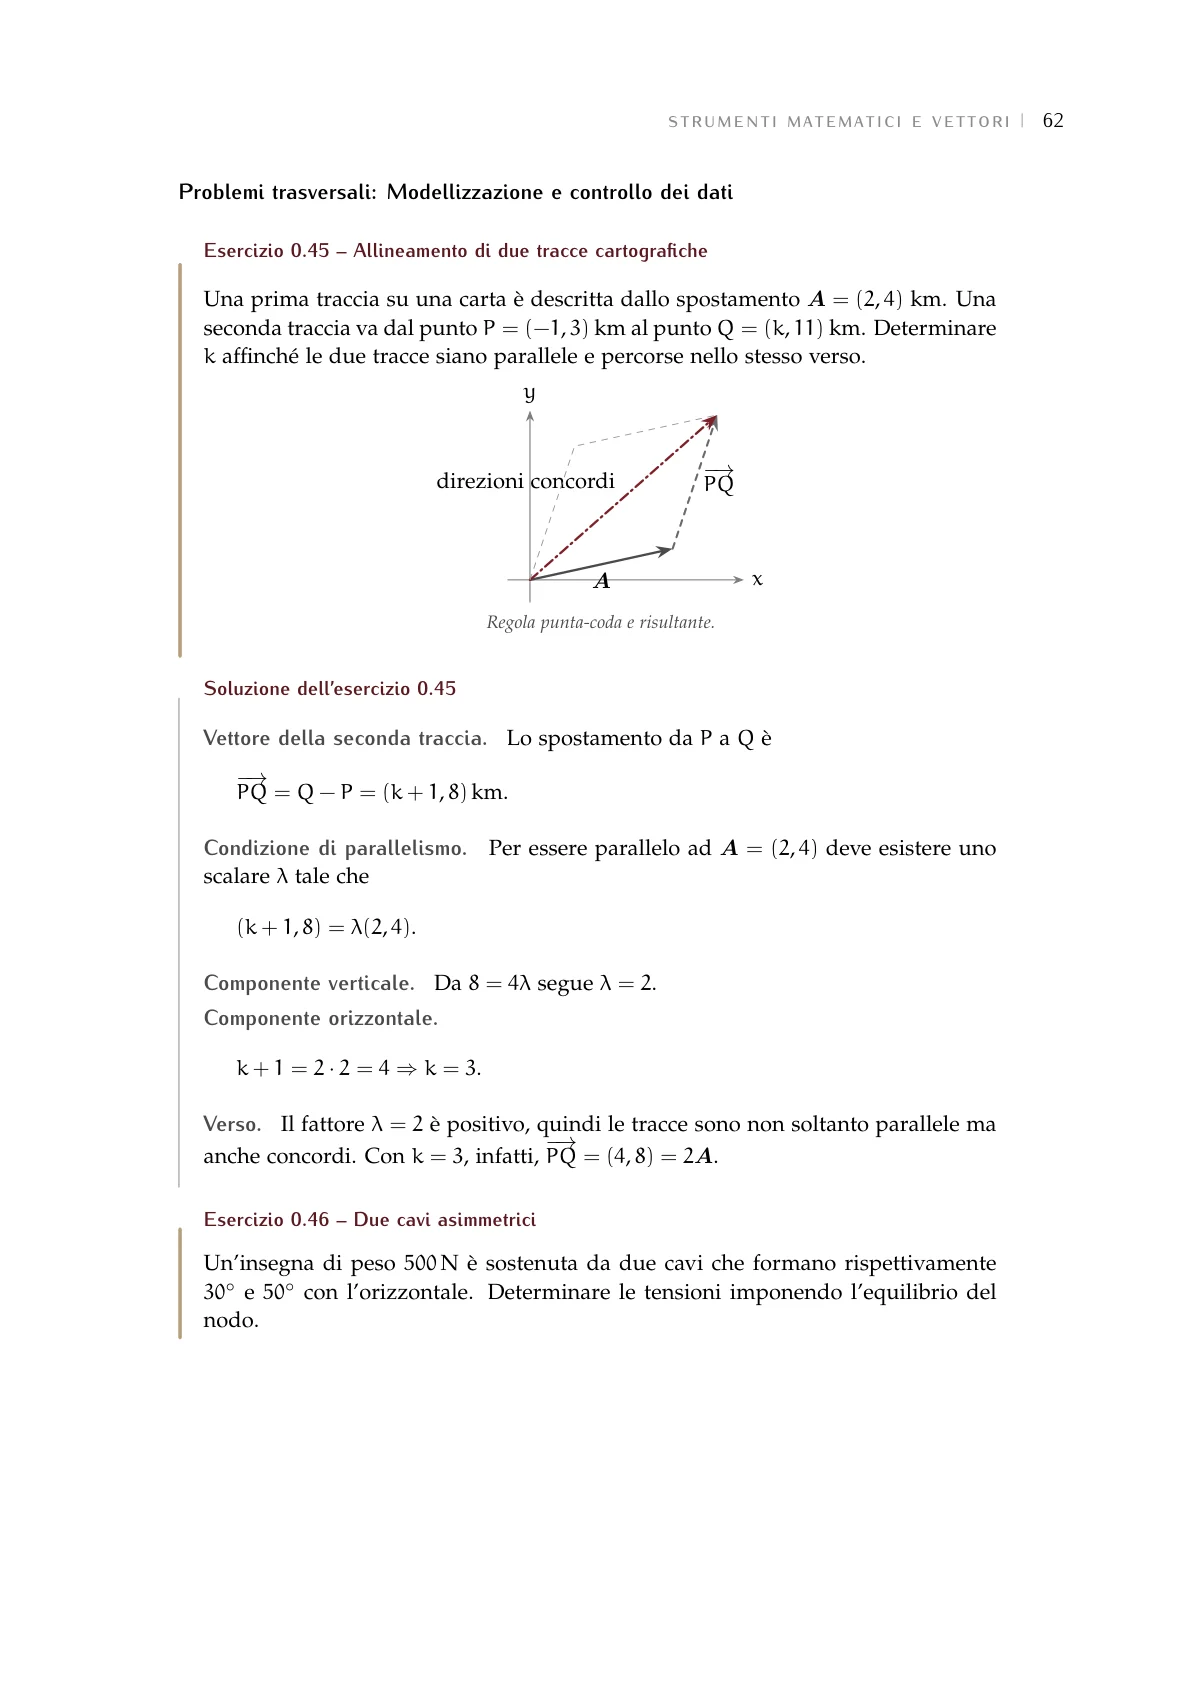 STRUMENTI MATEMATICI E VETTORI | 62
Problemi trasversali: Modellizzazione e controllo dei dati
Esercizio 0.45 – Allineamento di due tracce cartografiche
Una prima traccia su una carta è descritta dallo spostamento A = (2, 4) km. Una
seconda traccia va dal punto P = (−1, 3) km al punto Q = (k, 11) km. Determinare
k affinché le due tracce siano parallele e percorse nello stesso verso.
y
direzioni concordi
PQ→
A
x
Regola punta-coda e risultante.
Soluzione dell'esercizio 0.45
Vettore della seconda traccia. Lo spostamento da P a Q è
PQ→ = Q − P = (k + 1, 8) km.
Condizione di parallelismo. Per essere parallelo ad A = (2, 4) deve esistere uno
scalare λ tale che
(k + 1, 8) = λ(2, 4).
Componente verticale. Da 8 = 4λ segue λ = 2.
Componente orizzontale.
k + 1 = 2 · 2 = 4 ⇒ k = 3.
Verso. Il fattore λ = 2 è positivo, quindi le tracce sono non soltanto parallele ma
anche concordi. Con k = 3, infatti, PQ→ = (4, 8) = 2A.
Esercizio 0.46 – Due cavi asimmetrici
Un'insegna di peso 500 N è sostenuta da due cavi che formano rispettivamente
30° e 50° con l'orizzontale. Determinare le tensioni imponendo l'equilibrio del
nodo.